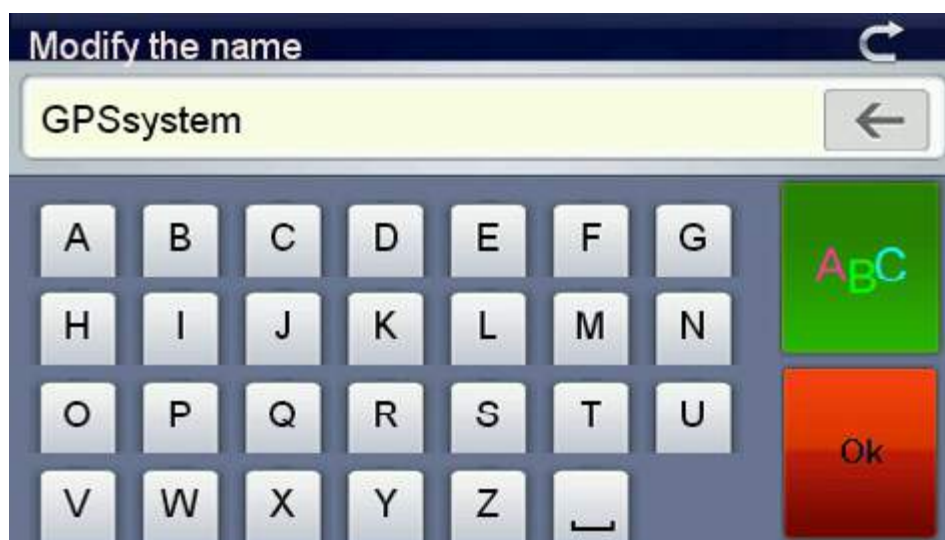 Modify the name
GPSsystem
A B C D E F G
ABC
H I J K L M N
O P Q R S T U
Ok
V W X Y Z